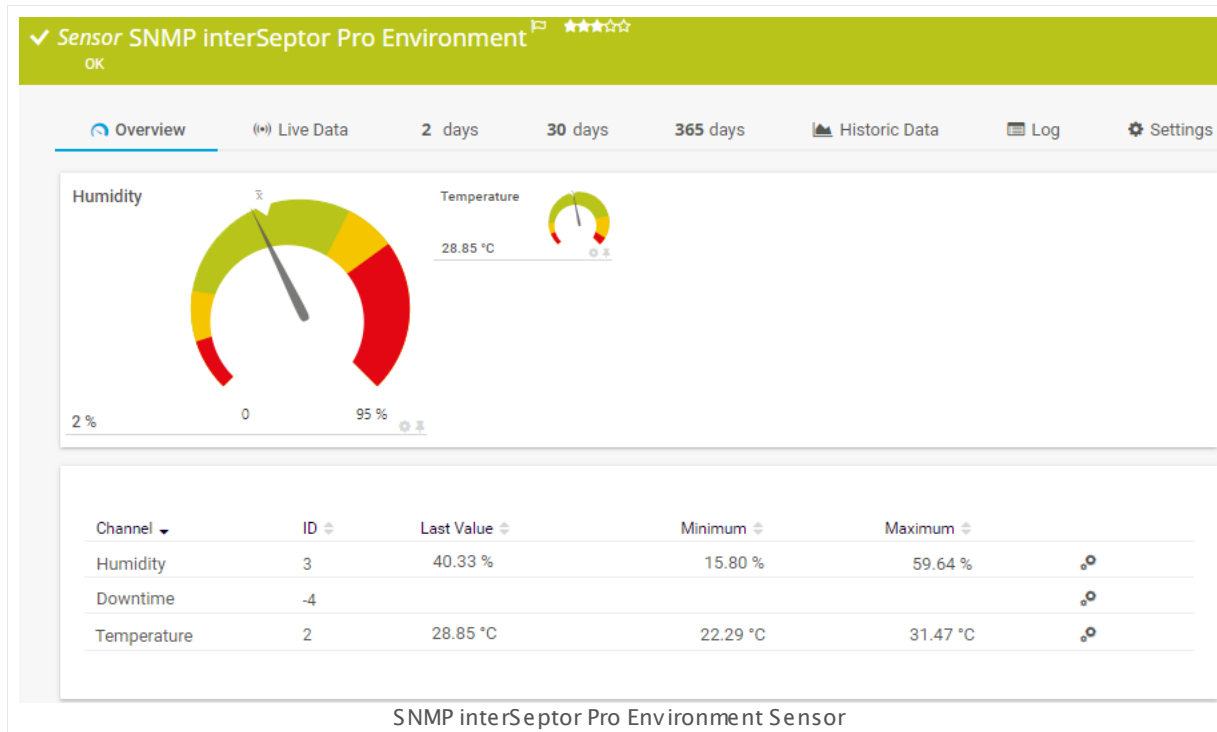 Sensor SNMP interSeptor Pro Environment
OK
Overview
Live Data
2 days
30 days
365 days
Historic Data
Log
Settings
Humidity
x̄
0
95 %
2 %
Temperature
28.85 °C
Channel ID Last Value Minimum Maximum
Humidity 3 40.33 % 15.80 % 59.64 %
Downtime -4
Temperature 2 28.85 °C 22.29 °C 31.47 °C
SNMP interSeptor Pro Environment Sensor